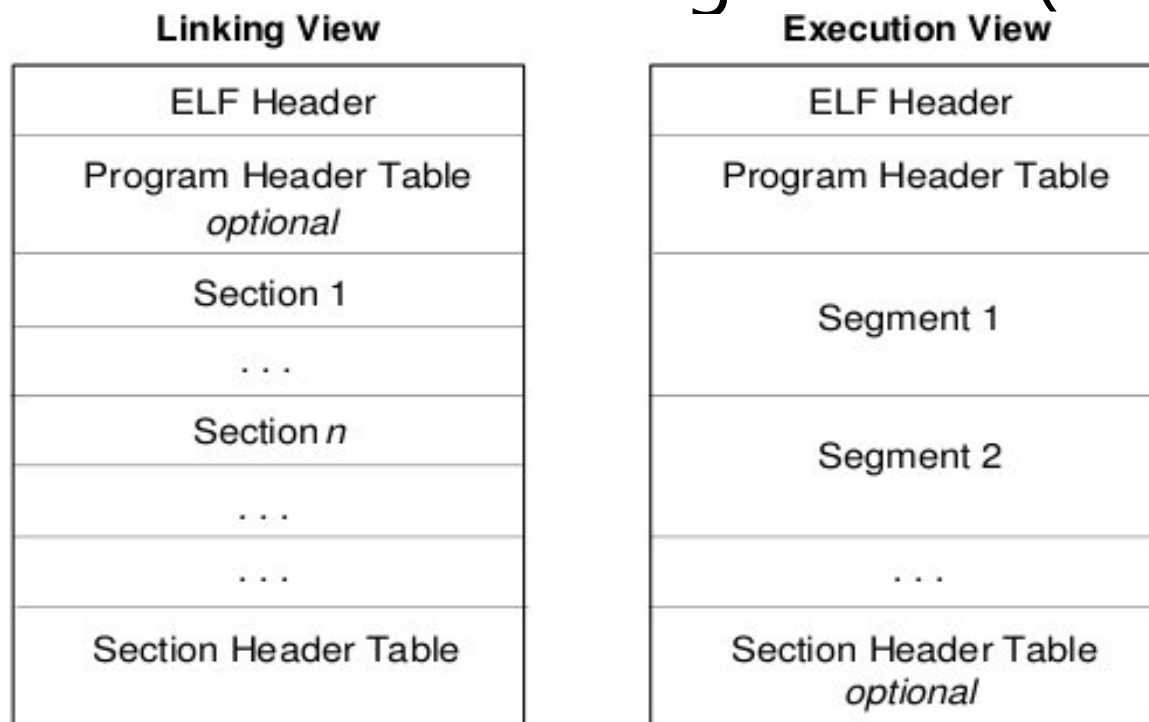 Linking View
ELF Header
Program Header Table
optional
Section 1
. . .
Section n
. . .
. . .
Section Header Table
Execution View
ELF Header
Program Header Table
Segment 1
Segment 2
. . .
Section Header Table
optional